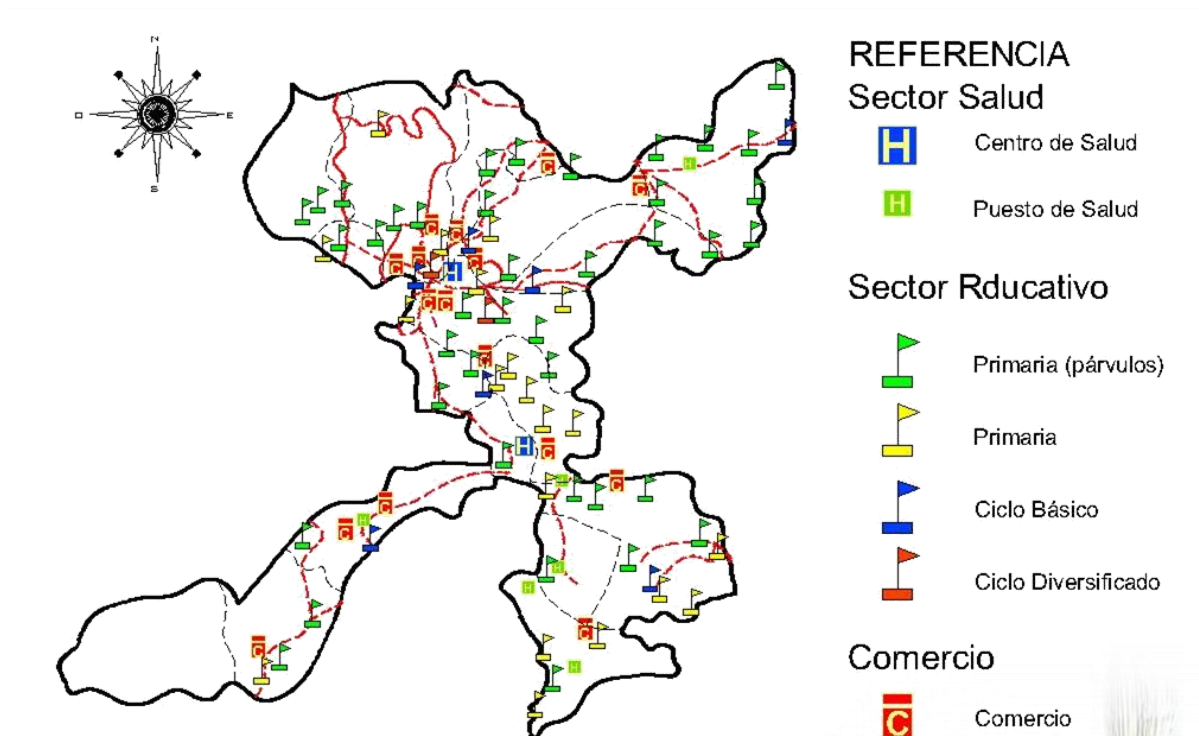 N
E
S
O
REFERENCIA
Sector Salud
H Centro de Salud
H Puesto de Salud
Sector Rducativo
Primaria (párvulos)
Primaria
Ciclo Básico
Ciclo Diversificado
Comercio
C Comercio